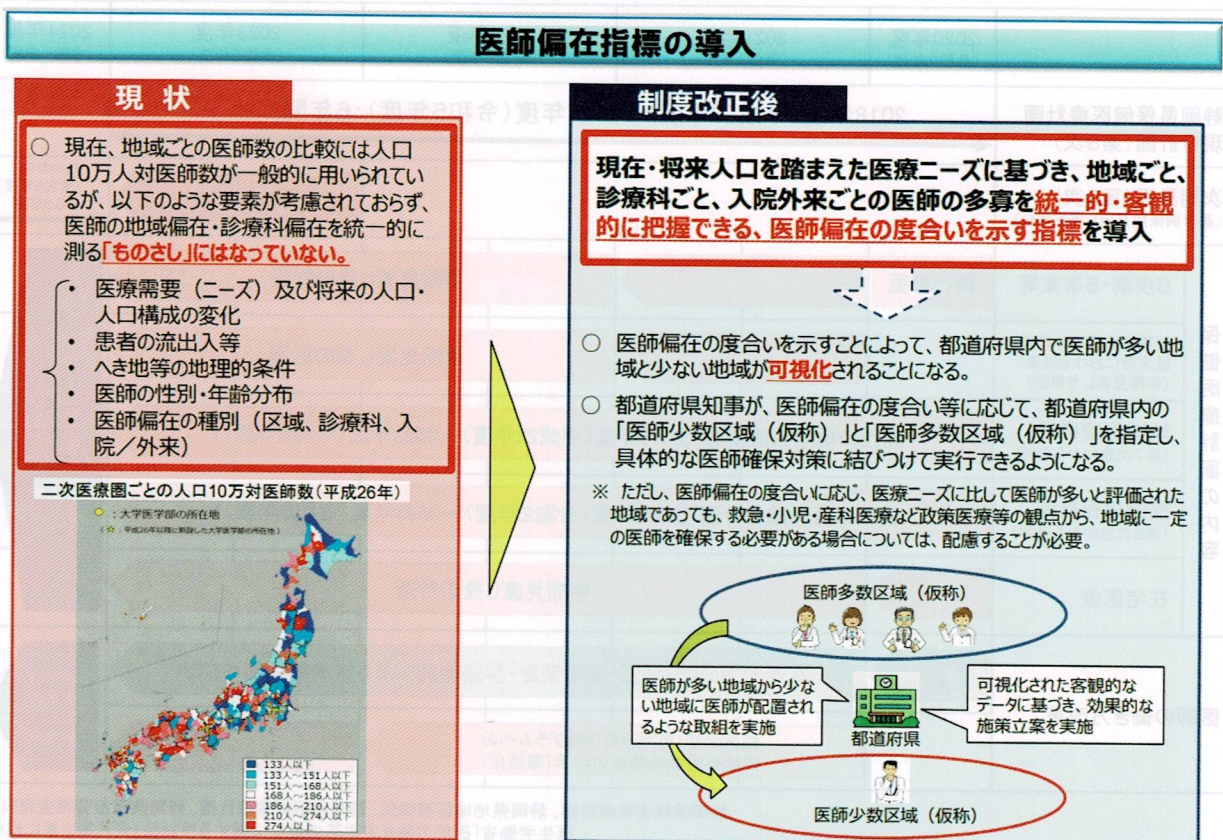 医師偏在指標の導入
現 状
○ 現在、地域ごとの医師数の比較には人口
10万人対医師数が一般的に用いられてい
るが、以下のような要素が考慮されておらず、
医師の地域偏在・診療科偏在を統一的に
測る「ものさし」にはなっていない。
・ 医療需要（ニーズ）及び将来の人口・
人口構成の変化
・ 患者の流出入等
・ へき地等の地理的条件
・ 医師の性別・年齢分布
・ 医師偏在の種別（区域、診療科、入
院／外来）
二次医療圏ごとの人口10万対医師数(平成26年)
：大学医学部の所在地
（☆：平成26年以降に新設した大学医学部の所在地）
133人以下
133人～151人以下
151人～168人以下
168人～186人以下
186人～210人以下
210人～274人以下
274人以上
制度改正後
現在・将来人口を踏まえた医療ニーズに基づき、地域ごと、
診療科ごと、入院外来ごとの医師の多寡を統一的・客観
的に把握できる、医師偏在の度合いを示す指標を導入
○ 医師偏在の度合いを示すことによって、都道府県内で医師が多い地
域と少ない地域が可視化されることになる。
○ 都道府県知事が、医師偏在の度合い等に応じて、都道府県内の
「医師少数区域（仮称）」と「医師多数区域（仮称）」を指定し、
具体的な医師確保対策に結びつけて実行できるようになる。
※ ただし、医師偏在の度合いに応じ、医療ニーズに比して医師が多いと評価された
地域であっても、救急・小児・産科医療など政策医療等の観点から、地域に一定
の医師を確保する必要がある場合については、配慮することが必要。
医師多数区域（仮称）
医師が多い地域から少な
い地域に医師が配置され
るような取組を実施
都道府県
可視化された客観的な
データに基づき、効果的な
施策立案を実施
医師少数区域（仮称）